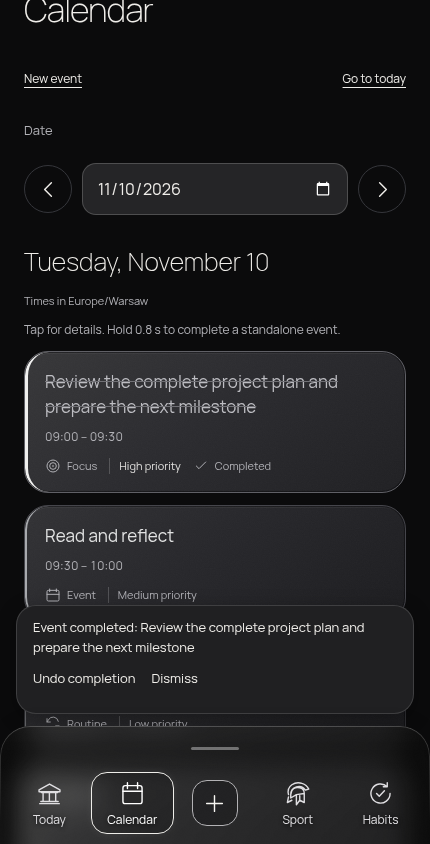 Calendar
New event
Go to today
Date
11/10/2026
Tuesday, November 10
Times in Europe/Warsaw
Tap for details. Hold 0.8 s to complete a standalone event.
Review the complete project plan and
prepare the next milestone
09:00 – 09:30
Focus
High priority
Completed
Read and reflect
09:30 – 10:00
Event
Medium priority
Event completed: Review the complete project plan and
prepare the next milestone
Undo completion
Dismiss
Routine
Low priority
Today
Calendar
Sport
Habits